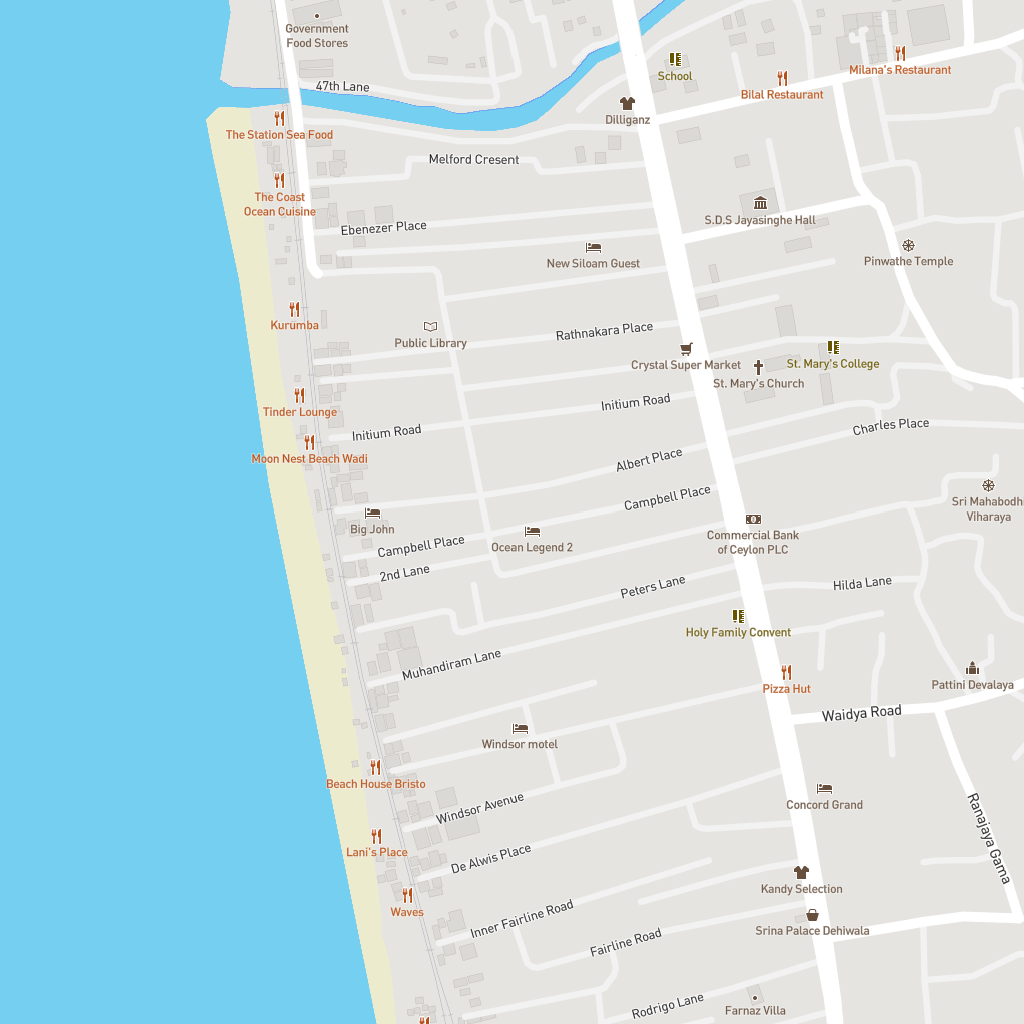 Government
Food Stores
47th Lane
School
Milana's Restaurant
Bilal Restaurant
Dilliganz
The Station Sea Food
Melford Cresent
The Coast
Ocean Cuisine
S.D.S Jayasinghe Hall
Ebenezer Place
New Siloam Guest
Pinwathe Temple
Kurumba
Rathnakara Place
Public Library
Crystal Super Market
St. Mary's College
St. Mary's Church
Tinder Lounge
Initium Road
Initium Road
Charles Place
Moon Nest Beach Wadi
Albert Place
Campbell Place
Sri Mahabodhi
VIharaya
Big John
Commercial Bank
of Ceylon PLC
Campbell Place
Ocean Legend 2
2nd Lane
Peters Lane
Hilda Lane
Holy Family Convent
Muhandiram Lane
Pizza Hut
Pattini Devalaya
Waidya Road
Windsor motel
Beach House Bristo
Windsor Avenue
Concord Grand
Ranajaya Gama
Lani's Place
De Alwis Place
Kandy Selection
Waves
Inner Fairline Road
Srina Palace Dehiwala
Fairline Road
Rodrigo Lane
Farnaz Villa